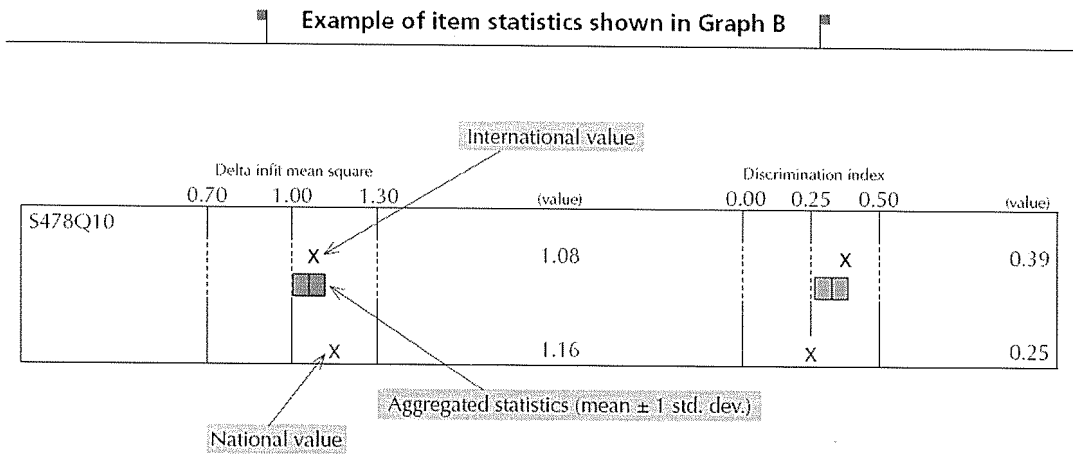 Example of item statistics shown in Graph B
International value
Delta infit mean square
Discrimination index
0.70 1.00 1.30 (value) 0.00 0.25 0.50 (value)
S478Q10
X 1.08 X 0.39
X 1.16 X 0.25
Aggregated statistics (mean ± 1 std. dev.)
National value